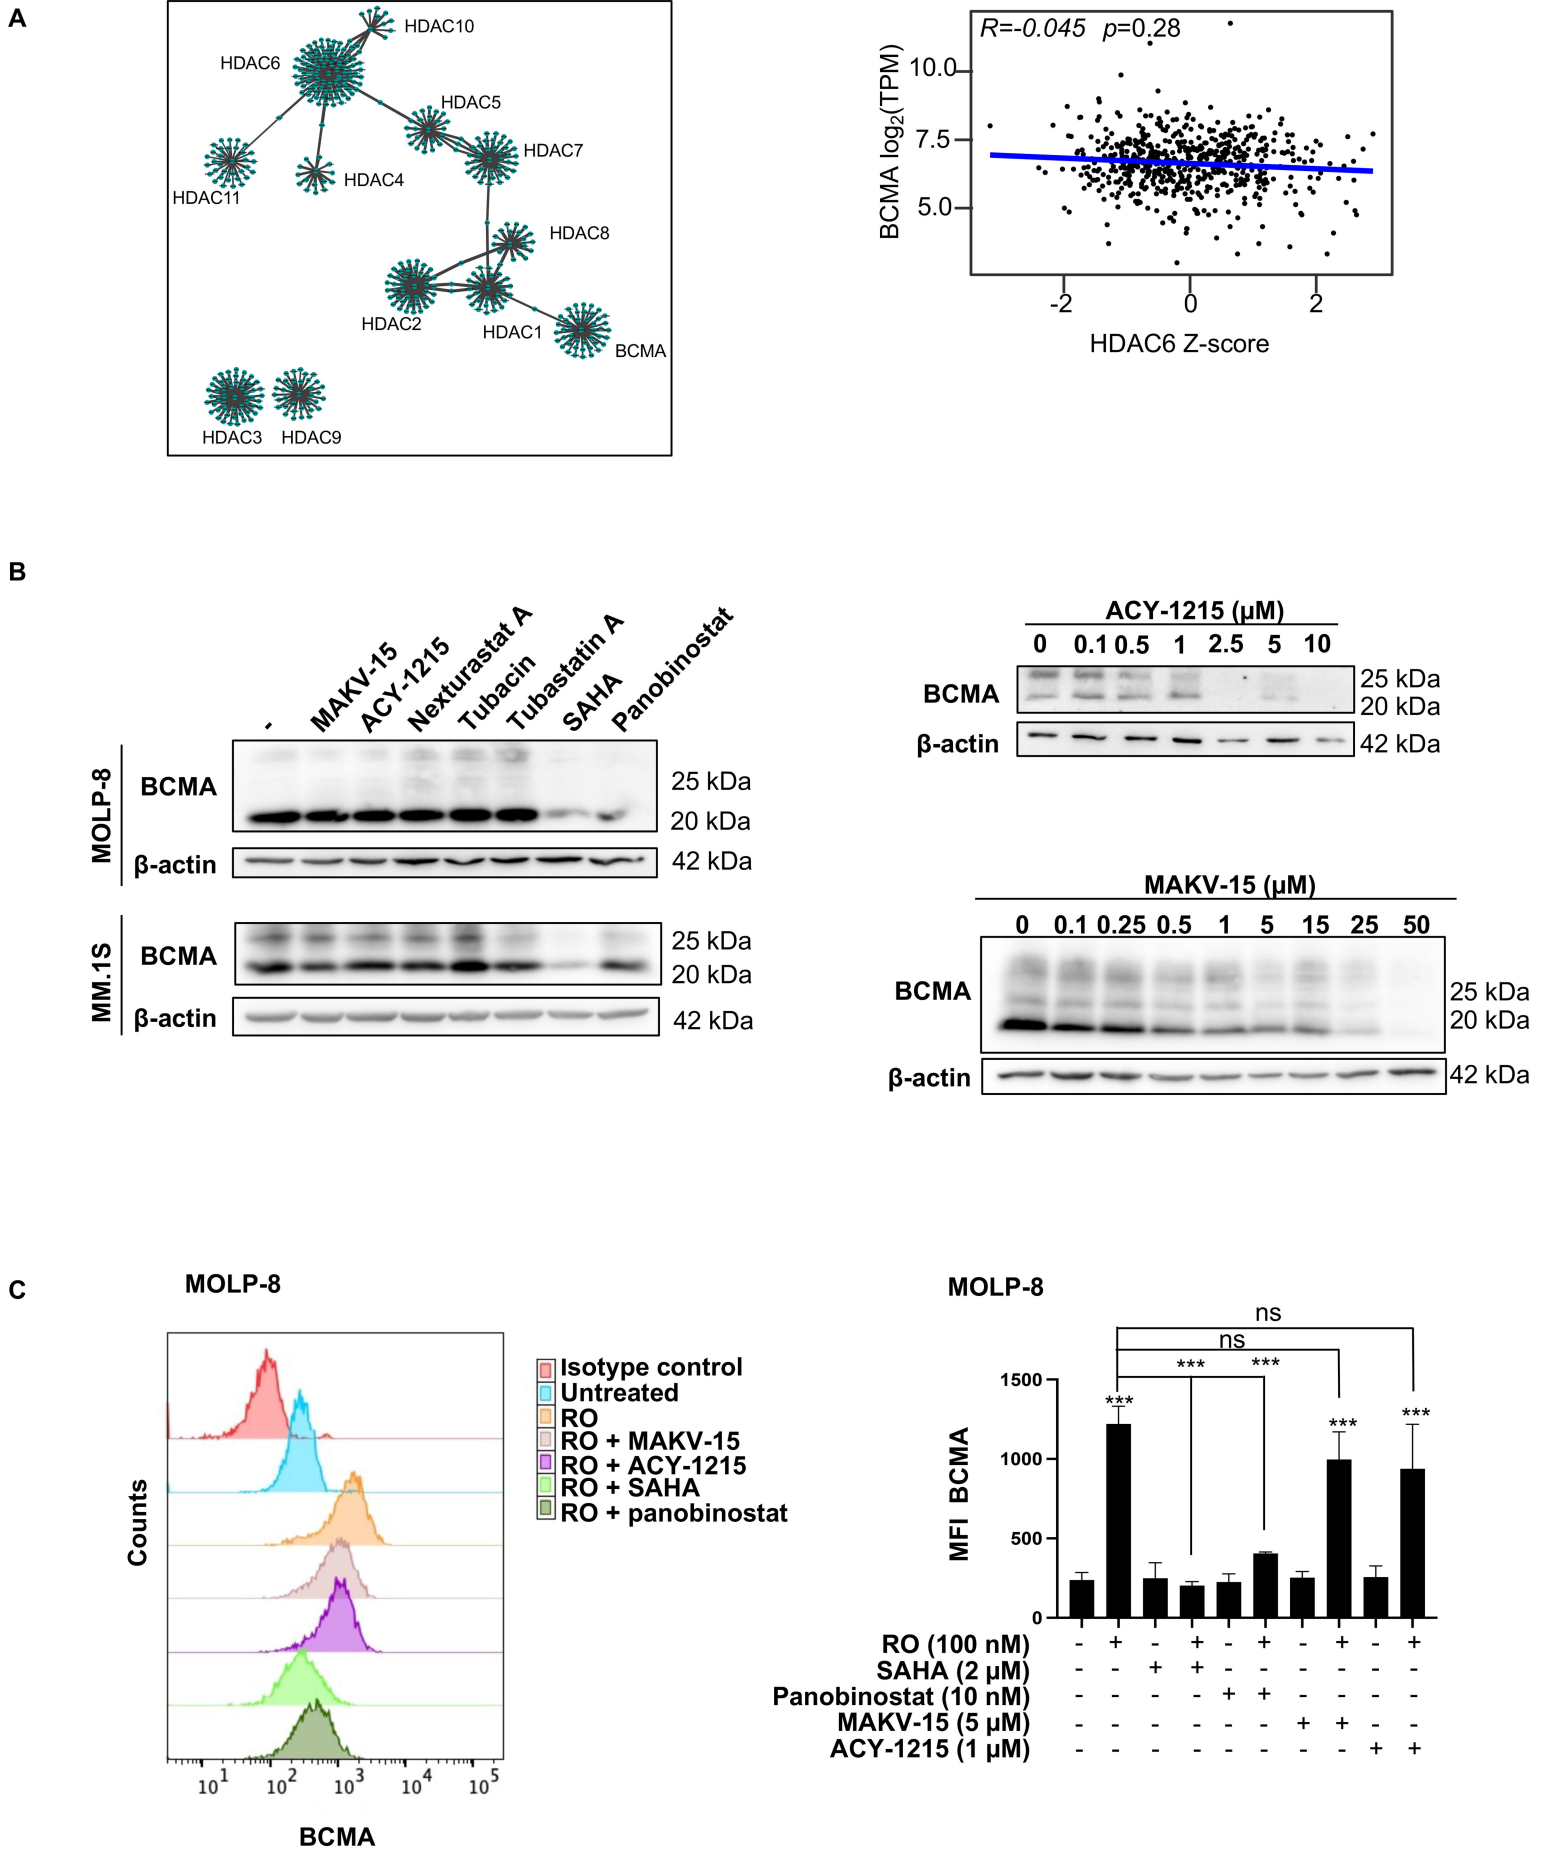 A
HDAC10
HDAC6
HDAC5
HDAC7
HDAC11
HDAC4
HDAC8
HDAC2
HDAC1
BCMA
HDAC3 HDAC9
R=-0.045 p=0.28
BCMA log2(TPM)
10.0
7.5
5.0
-2 0 2
HDAC6 Z-score
B
- MAKV-15 ACY-1215 Nexturastat A Tubacin Tubastatin A SAHA Panobinostat
MOLP-8
BCMA
25 kDa
20 kDa
β-actin
42 kDa
MM.1S
BCMA
25 kDa
20 kDa
β-actin
42 kDa
ACY-1215 (µM)
0 0.1 0.5 1 2.5 5 10
BCMA
25 kDa
20 kDa
β-actin
42 kDa
MAKV-15 (µM)
0 0.1 0.25 0.5 1 5 15 25 50
BCMA
25 kDa
20 kDa
β-actin
42 kDa
C
MOLP-8
Counts
Isotype control
Untreated
RO
RO + MAKV-15
RO + ACY-1215
RO + SAHA
RO + panobinostat
10^1 10^2 10^3 10^4 10^5
BCMA
MOLP-8
ns
ns
*** ***
*** *** ***
MFI BCMA
1500
1000
500
0
RO (100 nM) - + - + - + - + - +
SAHA (2 µM) - - + + - - - - - -
Panobinostat (10 nM) - - - - + + - - - -
MAKV-15 (5 µM) - - - - - - + + - -
ACY-1215 (1 µM) - - - - - - - - + +